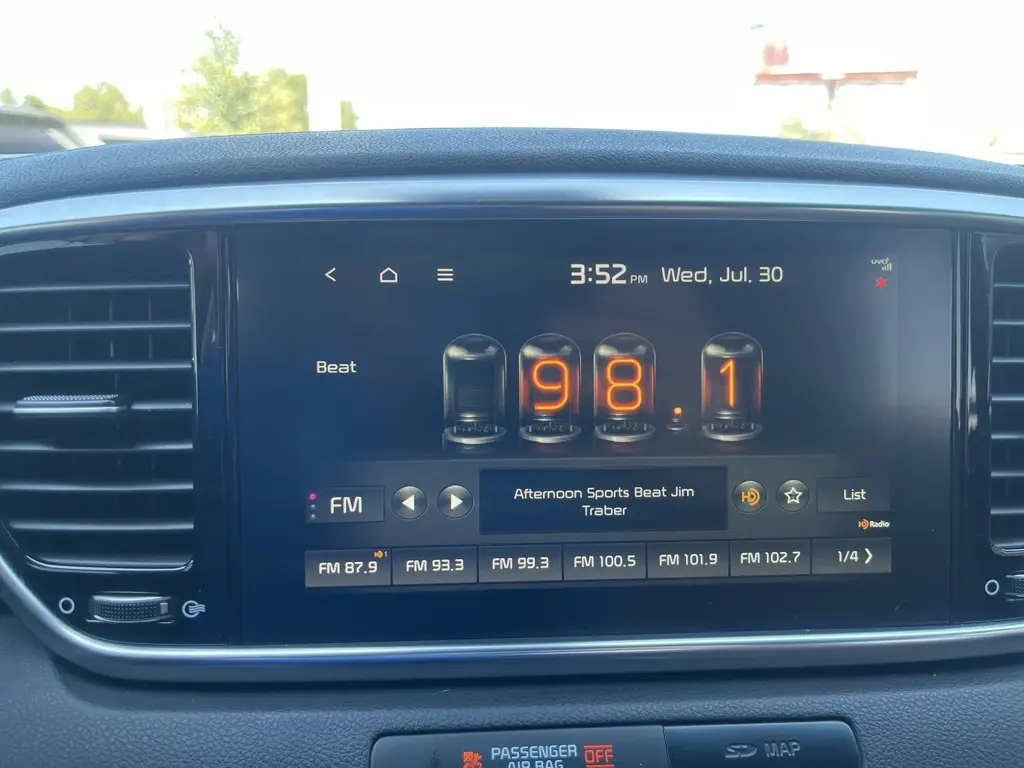 3:52 PM Wed, Jul. 30
UVO
Beat
98.1
FM
Afternoon Sports Beat Jim
Traber
HD
List
HD Radio
HD 1
FM 87.9
FM 93.3
FM 99.3
FM 100.5
FM 101.9
FM 102.7
1/4
PASSENGER
AIR BAG
OFF
SD MAP